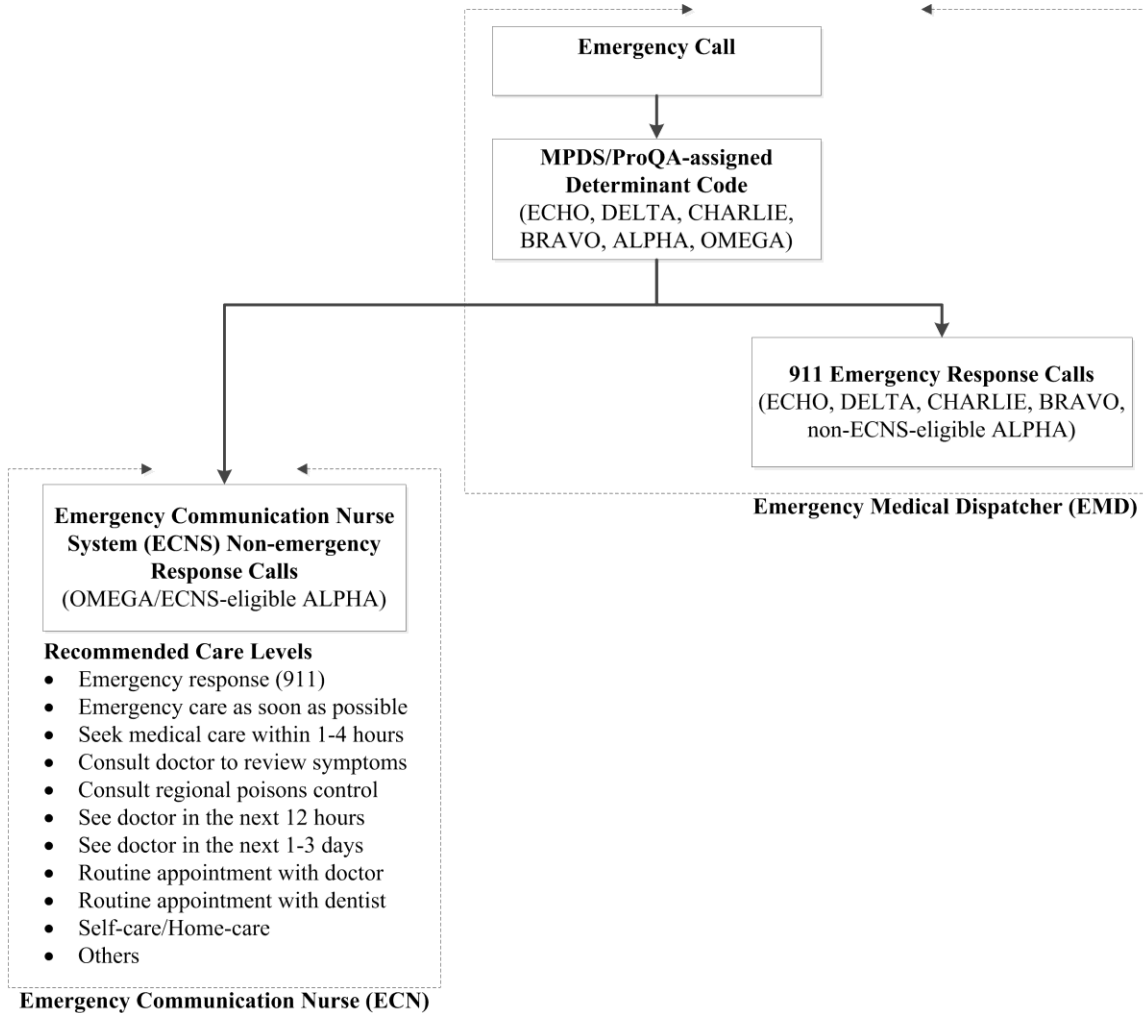 Emergency Call
MPDS/ProQA-assigned
Determinant Code
(ECHO, DELTA, CHARLIE,
BRAVO, ALPHA, OMEGA)
911 Emergency Response Calls
(ECHO, DELTA, CHARLIE, BRAVO,
non-ECNS-eligible ALPHA)
Emergency Medical Dispatcher (EMD)
Emergency Communication Nurse
System (ECNS) Non-emergency
Response Calls
(OMEGA/ECNS-eligible ALPHA)
Recommended Care Levels
• Emergency response (911)
• Emergency care as soon as possible
• Seek medical care within 1-4 hours
• Consult doctor to review symptoms
• Consult regional poisons control
• See doctor in the next 12 hours
• See doctor in the next 1-3 days
• Routine appointment with doctor
• Routine appointment with dentist
• Self-care/Home-care
• Others
Emergency Communication Nurse (ECN)